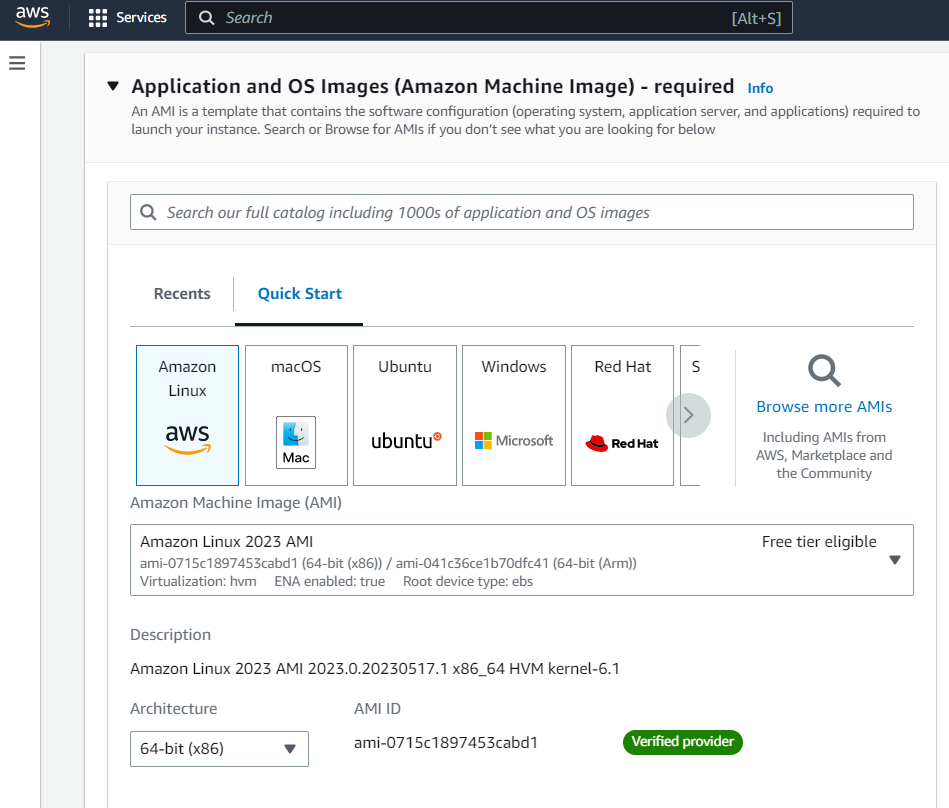 aws
Services
Search
[Alt+S]
Application and OS Images (Amazon Machine Image) - required Info
An AMI is a template that contains the software configuration (operating system, application server, and applications) required to
launch your instance. Search or Browse for AMIs if you don't see what you are looking for below
Search our full catalog including 1000s of application and OS images
Recents
Quick Start
Amazon
Linux
aws
macOS
Mac
Ubuntu
ubuntu
Windows
Microsoft
Red Hat
Red Hat
S
Browse more AMIs
Including AMIs from
AWS, Marketplace and
the Community
Amazon Machine Image (AMI)
Amazon Linux 2023 AMI
Free tier eligible
ami-0715c1897453cabd1 (64-bit (x86)) / ami-041c36ce1b70dfc41 (64-bit (Arm))
Virtualization: hvm ENA enabled: true Root device type: ebs
Description
Amazon Linux 2023 AMI 2023.0.20230517.1 x86_64 HVM kernel-6.1
Architecture
AMI ID
64-bit (x86)
ami-0715c1897453cabd1
Verified provider